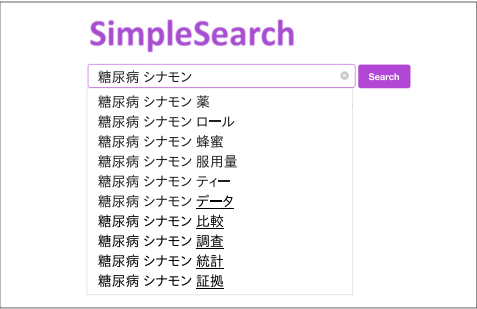 SimpleSearch
糖尿病 シナモン
Search
糖尿病 シナモン 薬
糖尿病 シナモン ロール
糖尿病 シナモン 蜂蜜
糖尿病 シナモン 服用量
糖尿病 シナモン ティー
糖尿病 シナモン データ
糖尿病 シナモン 比較
糖尿病 シナモン 調査
糖尿病 シナモン 統計
糖尿病 シナモン 証拠